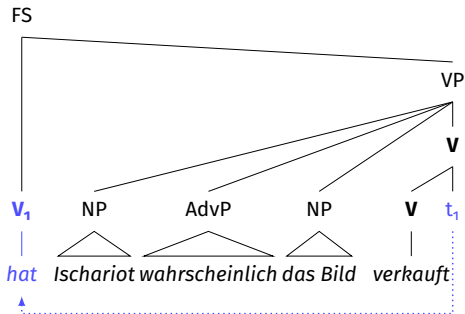 FS
VP
V
V₁ NP AdvP NP V t₁
hat Ischariot wahrscheinlich das Bild verkauft